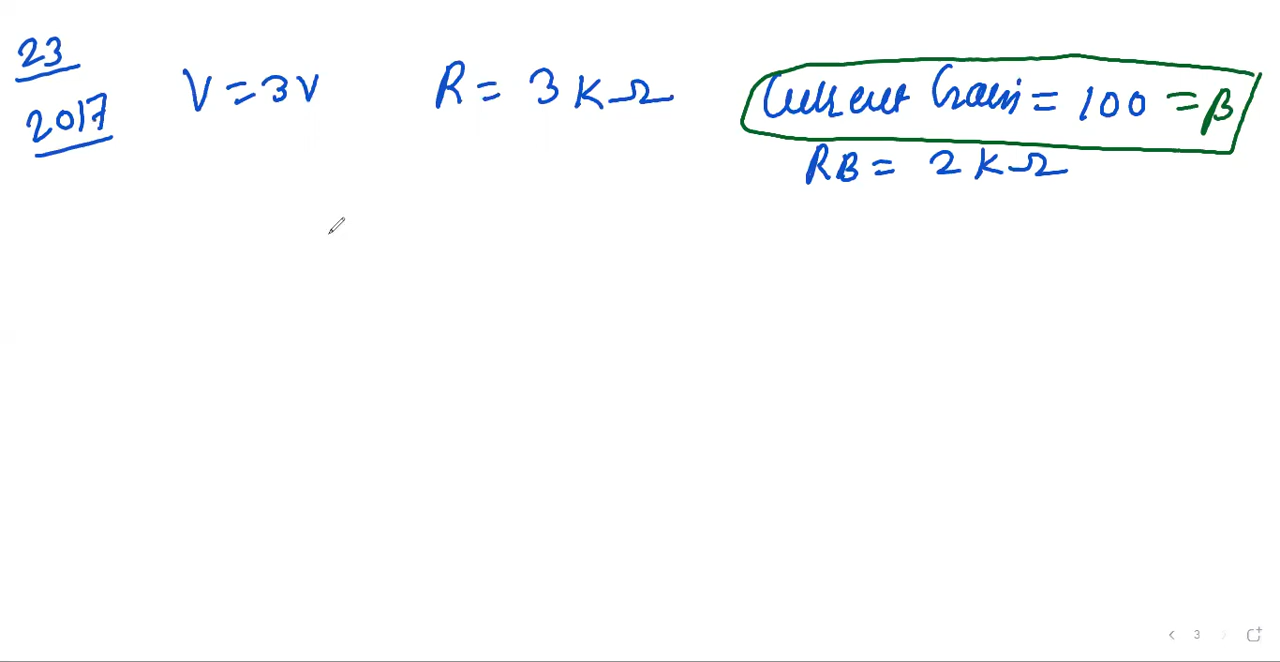 23
2017
V = 3V R = 3 KΩ Current Gain = 100 = β
RB = 2 KΩ
3